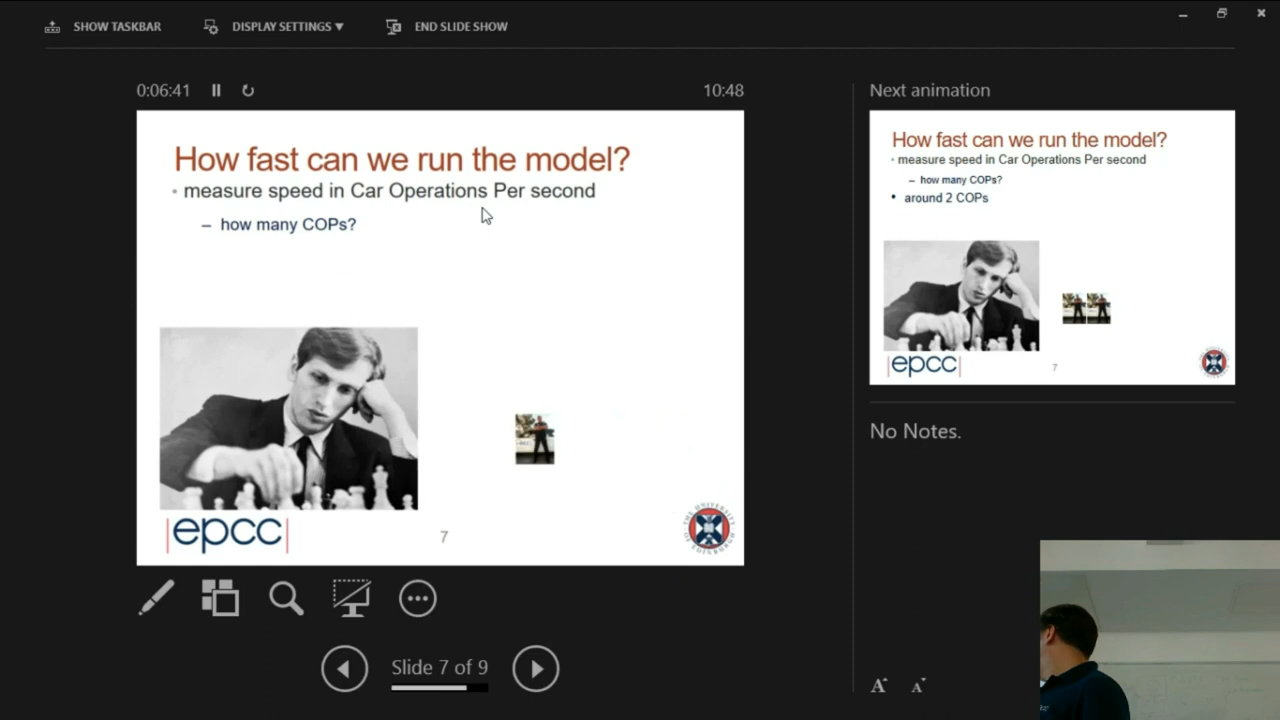 SHOW TASKBAR
DISPLAY SETTINGS ▼
END SLIDE SHOW
0:06:41
10:48
How fast can we run the model?
• measure speed in Car Operations Per second
– how many COPs?
|epcc|
7
Next animation
How fast can we run the model?
• measure speed in Car Operations Per second
– how many COPs?
• around 2 COPs
|epcc|
7
No Notes.
A A
Slide 7 of 9